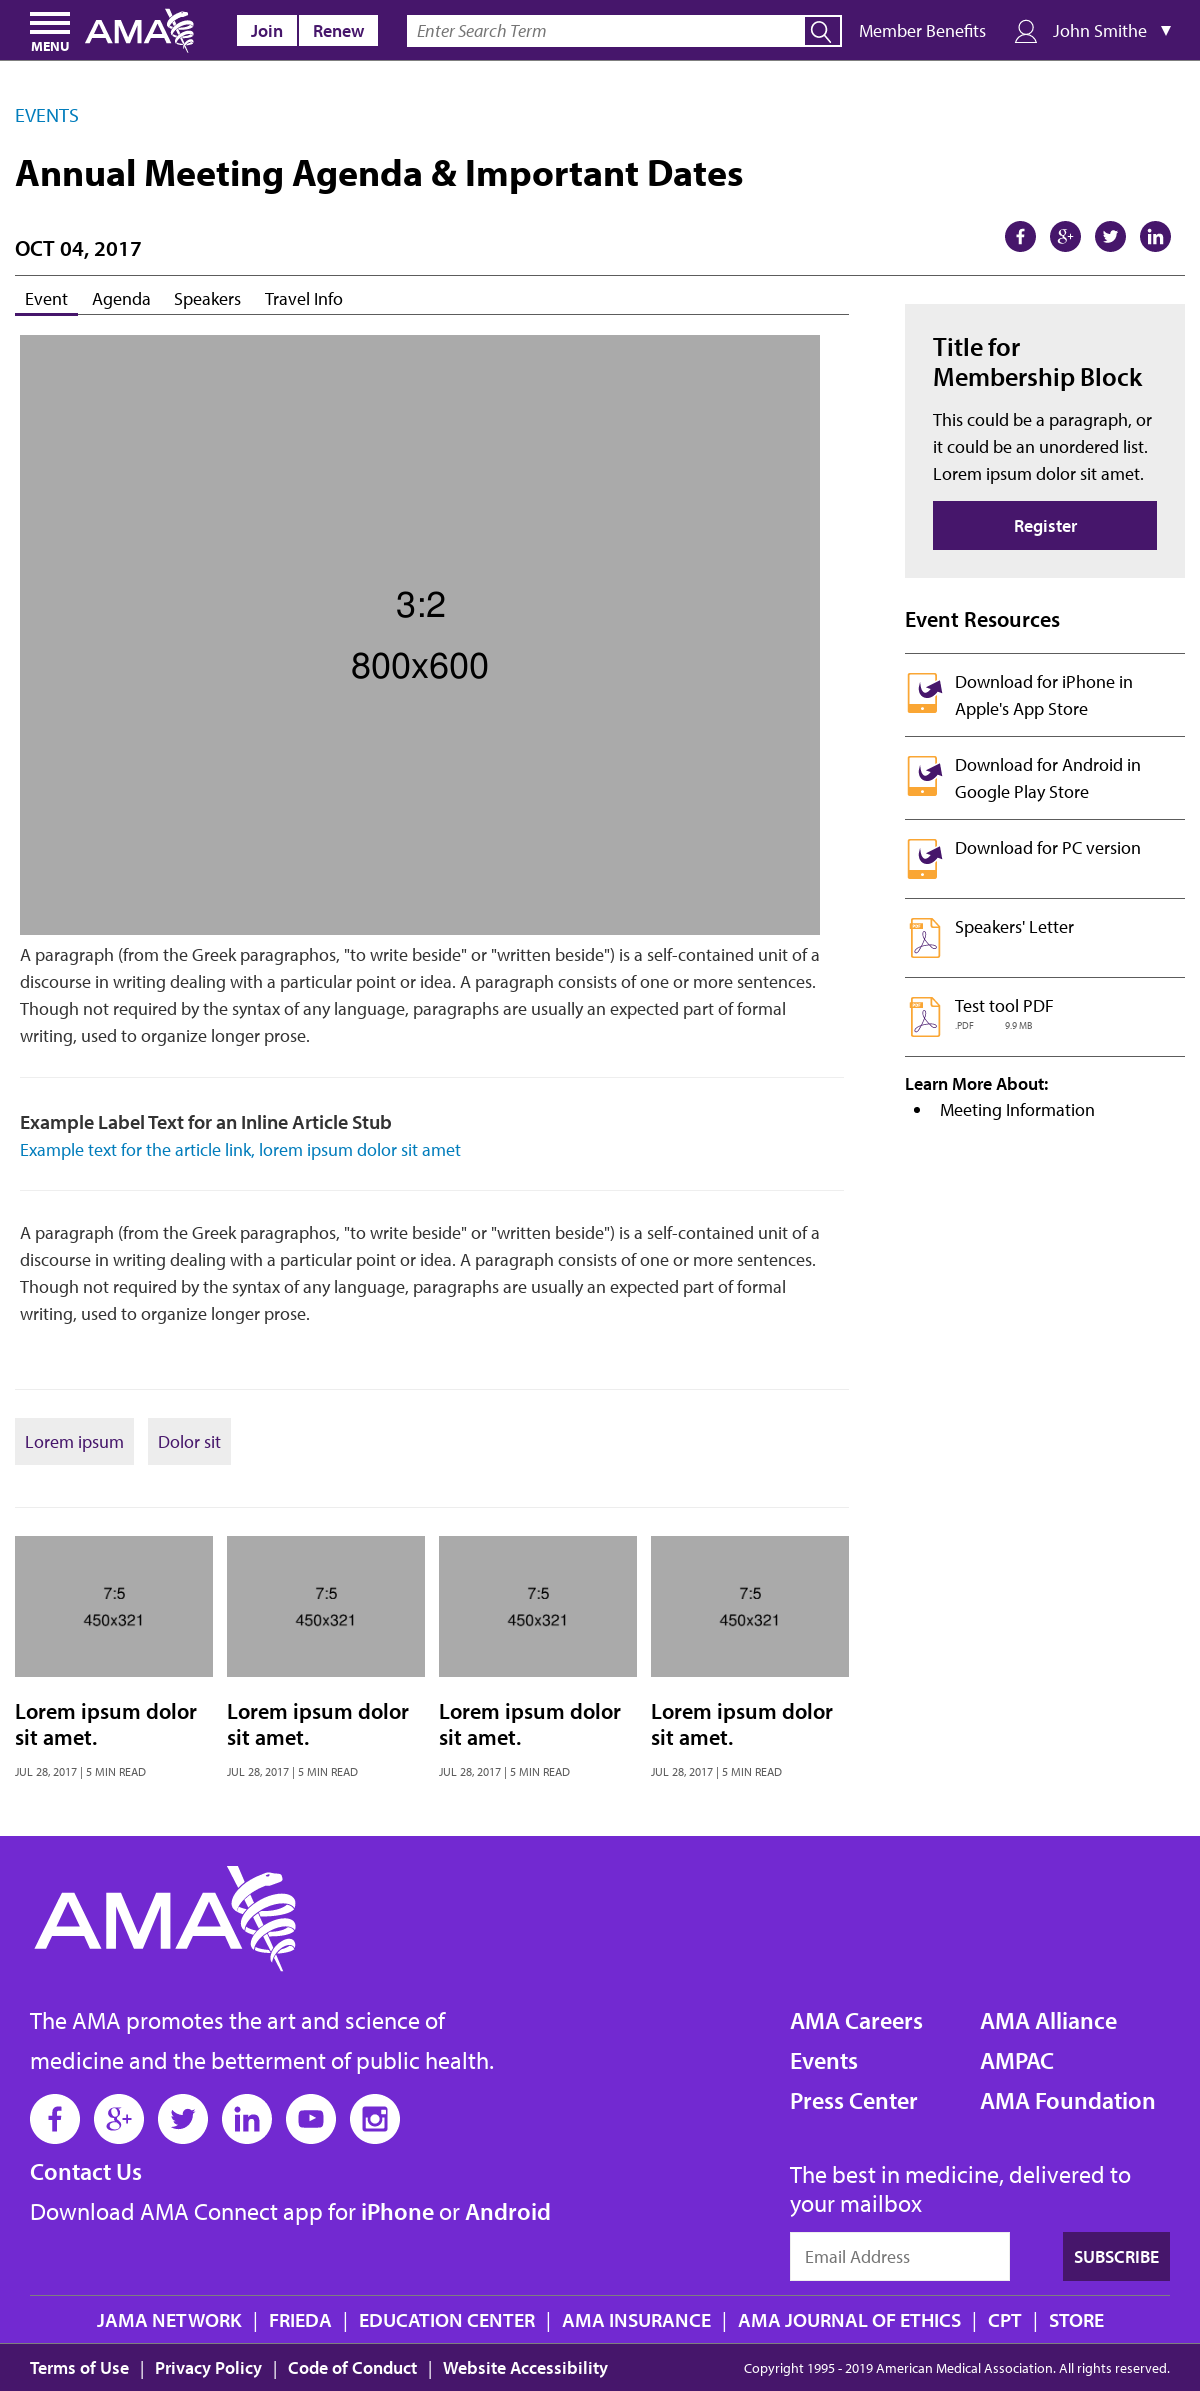 MENU
AMA
Join
Renew
Enter Search Term
Member Benefits
John Smithe
EVENTS
Annual Meeting Agenda & Important Dates
OCT 04, 2017
Event
Agenda
Speakers
Travel Info
3:2
800x600
A paragraph (from the Greek paragraphos, "to write beside" or "written beside") is a self-contained unit of a
discourse in writing dealing with a particular point or idea. A paragraph consists of one or more sentences.
Though not required by the syntax of any language, paragraphs are usually an expected part of formal
writing, used to organize longer prose.
Example Label Text for an Inline Article Stub
Example text for the article link, lorem ipsum dolor sit amet
A paragraph (from the Greek paragraphos, "to write beside" or "written beside") is a self-contained unit of a
discourse in writing dealing with a particular point or idea. A paragraph consists of one or more sentences.
Though not required by the syntax of any language, paragraphs are usually an expected part of formal
writing, used to organize longer prose.
Lorem ipsum
Dolor sit
7:5
450x321
Lorem ipsum dolor
sit amet.
JUL 28, 2017 | 5 MIN READ
7:5
450x321
Lorem ipsum dolor
sit amet.
JUL 28, 2017 | 5 MIN READ
7:5
450x321
Lorem ipsum dolor
sit amet.
JUL 28, 2017 | 5 MIN READ
7:5
450x321
Lorem ipsum dolor
sit amet.
JUL 28, 2017 | 5 MIN READ
Title for
Membership Block
This could be a paragraph, or
it could be an unordered list.
Lorem ipsum dolor sit amet.
Register
Event Resources
Download for iPhone in
Apple's App Store
Download for Android in
Google Play Store
Download for PC version
PDF
Speakers' Letter
PDF
Test tool PDF
.PDF 9.9 MB
Learn More About:
• Meeting Information
AMA
The AMA promotes the art and science of
medicine and the betterment of public health.
Contact Us
Download AMA Connect app for iPhone or Android
AMA Careers
Events
Press Center
AMA Alliance
AMPAC
AMA Foundation
The best in medicine, delivered to
your mailbox
Email Address
SUBSCRIBE
JAMA NETWORK | FRIEDA | EDUCATION CENTER | AMA INSURANCE | AMA JOURNAL OF ETHICS | CPT | STORE
Terms of Use | Privacy Policy | Code of Conduct | Website Accessibility
Copyright 1995 - 2019 American Medical Association. All rights reserved.